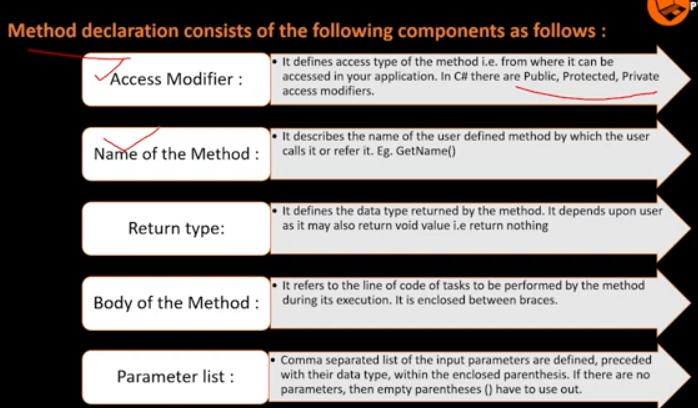 Method declaration consists of the following components as follows :
Access Modifier :
• It defines access type of the method i.e. from where it can be
accessed in your application. In C# there are Public, Protected, Private
access modifiers.
Name of the Method :
• It describes the name of the user defined method by which the user
calls it or refer it. Eg. GetName()
Return type:
• It defines the data type returned by the method. It depends upon user
as it may also return void value i.e return nothing
Body of the Method :
• It refers to the line of code of tasks to be performed by the method
during its execution. It is enclosed between braces.
Parameter list :
• Comma separated list of the input parameters are defined, preceded
with their data type, within the enclosed parenthesis. If there are no
parameters, then empty parentheses () have to use out.